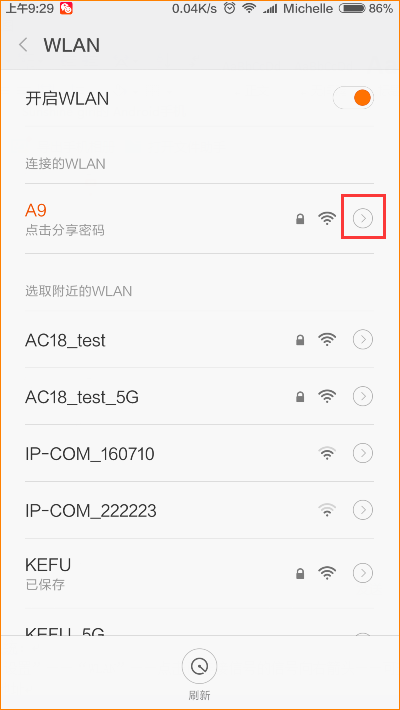 上午9:29 0.04K/s Michelle 86%
WLAN
开启WLAN
连接的WLAN
A9
点击分享密码
选取附近的WLAN
AC18_test
AC18_test_5G
IP-COM_160710
IP-COM_222223
KEFU
已保存
KEFU_5G
刷新